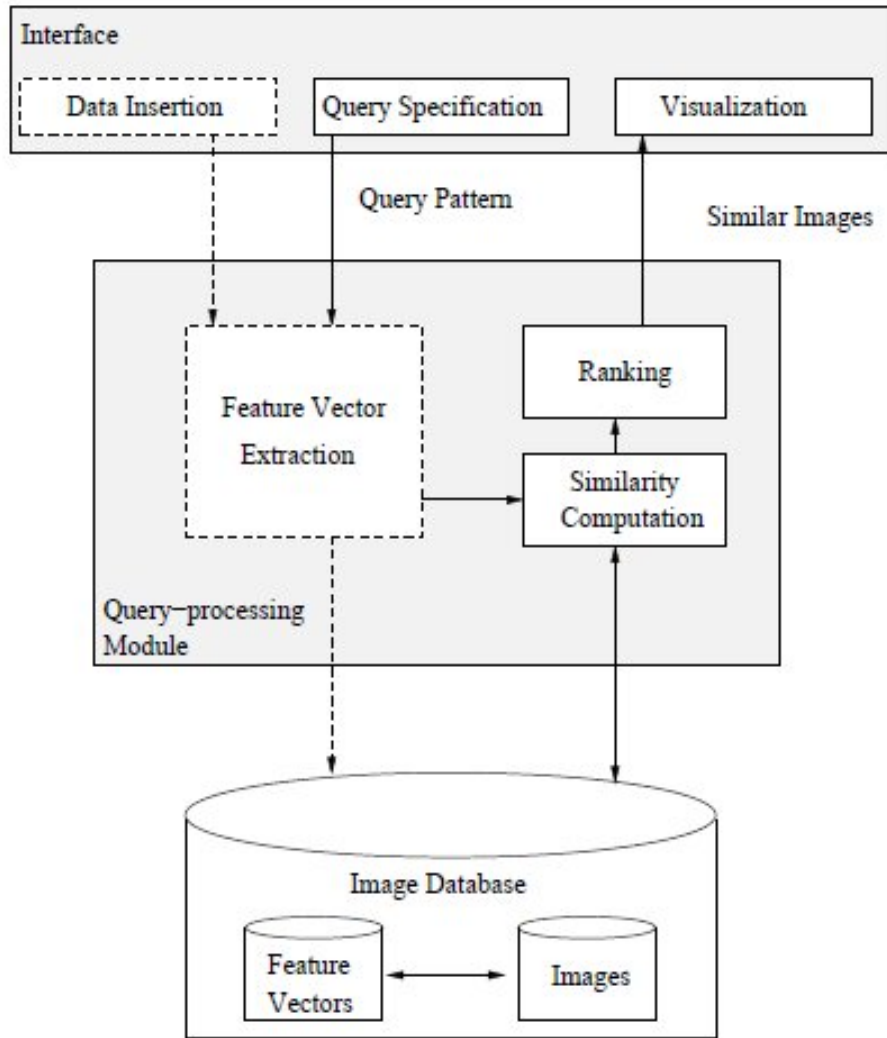 Interface
Data Insertion
Query Specification
Visualization
Query Pattern
Similar Images
Feature Vector
Extraction
Ranking
Similarity
Computation
Query−processing
Module
Image Database
Feature
Vectors
Images